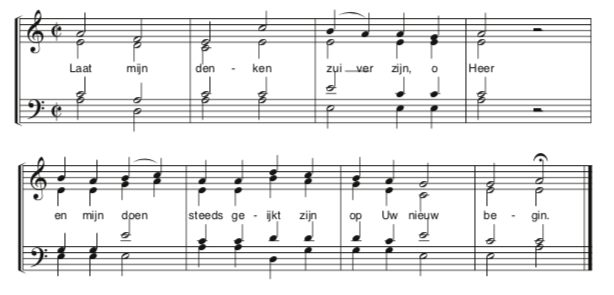 Laat mijn den - ken zui ver zijn, o Heer
en mijn doen steeds ge - ijkt zijn op Uw nieuw be - gin.